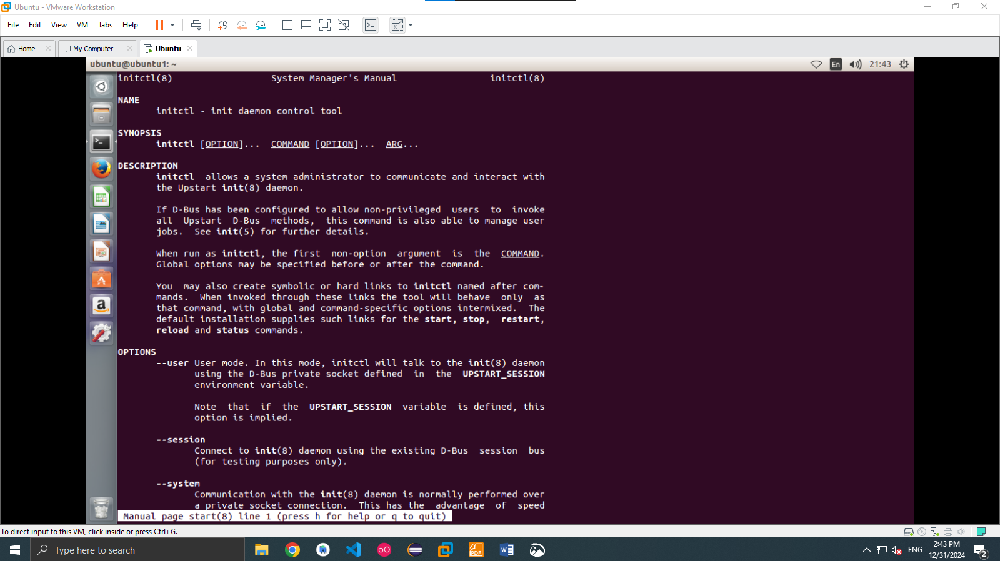 Ubuntu - VMware Workstation
File Edit View VM Tabs Help
Home My Computer Ubuntu
ubuntu@ubuntu1: ~ En 21:43
initctl(8) System Manager's Manual initctl(8)
NAME
initctl - init daemon control tool
SYNOPSIS
initctl [OPTION]... COMMAND [OPTION]... ARG...
DESCRIPTION
initctl allows a system administrator to communicate and interact with
the Upstart init(8) daemon.
If D-Bus has been configured to allow non-privileged users to invoke
all Upstart D-Bus methods, this command is also able to manage user
jobs. See init(5) for further details.
When run as initctl, the first non-option argument is the COMMAND.
Global options may be specified before or after the command.
You may also create symbolic or hard links to initctl named after com-
mands. When invoked through these links the tool will behave only as
that command, with global and command-specific options intermixed. The
default installation supplies such links for the start, stop, restart,
reload and status commands.
OPTIONS
--user User mode. In this mode, initctl will talk to the init(8) daemon
using the D-Bus private socket defined in the UPSTART_SESSION
environment variable.
Note that if the UPSTART_SESSION variable is defined, this
option is implied.
--session
Connect to init(8) daemon using the existing D-Bus session bus
(for testing purposes only).
--system
Communication with the init(8) daemon is normally performed over
a private socket connection. This has the advantage of speed
Manual page start(8) line 1 (press h for help or q to quit)
To direct input to this VM, click inside or press Ctrl+G.
Type here to search
ENG 2:43 PM
12/31/2024
2